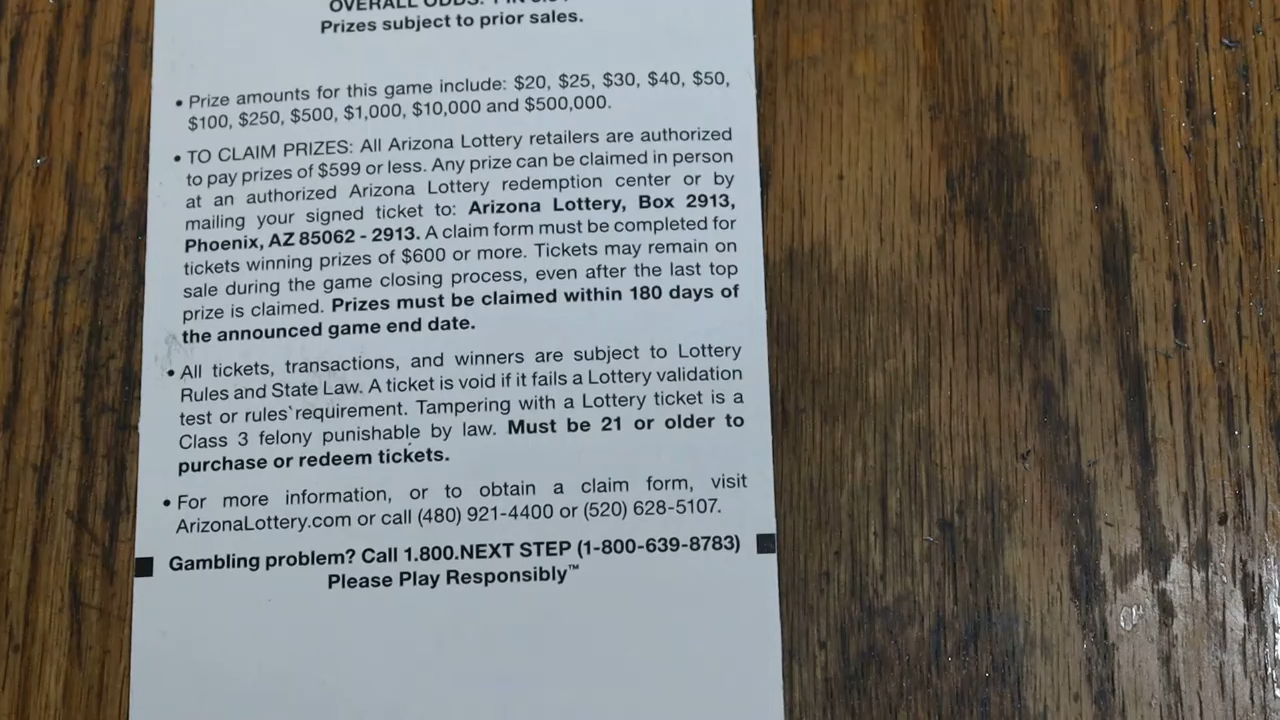 OVERALL ODDS: 1 IN
Prizes subject to prior sales.
• Prize amounts for this game include: $20, $25, $30, $40, $50,
$100, $250, $500, $1,000, $10,000 and $500,000.
• TO CLAIM PRIZES: All Arizona Lottery retailers are authorized
to pay prizes of $599 or less. Any prize can be claimed in person
at an authorized Arizona Lottery redemption center or by
mailing your signed ticket to: Arizona Lottery, Box 2913,
Phoenix, AZ 85062 - 2913. A claim form must be completed for
tickets winning prizes of $600 or more. Tickets may remain on
sale during the game closing process, even after the last top
prize is claimed. Prizes must be claimed within 180 days of
the announced game end date.
• All tickets, transactions, and winners are subject to Lottery
Rules and State Law. A ticket is void if it fails a Lottery validation
test or rules requirement. Tampering with a Lottery ticket is a
Class 3 felony punishable by law. Must be 21 or older to
purchase or redeem tickets.
• For more information, or to obtain a claim form, visit
ArizonaLottery.com or call (480) 921-4400 or (520) 628-5107.
Gambling problem? Call 1.800.NEXT STEP (1-800-639-8783)
Please Play Responsibly™